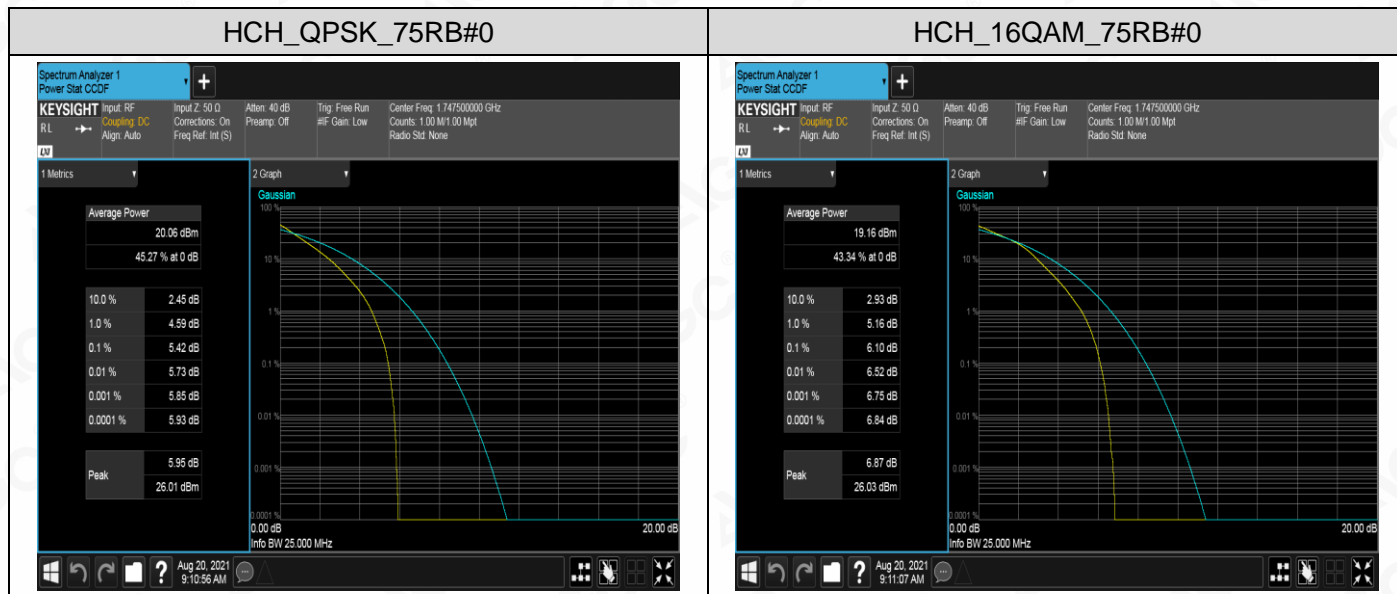 HCH_QPSK_75RB#0
Spectrum Analyzer 1
Power Stat CCDF
KEYSIGHT
RL
LXI
Input: RF
Coupling: DC
Align: Auto
Input Z: 50 Ω
Corrections: On
Freq Ref: Int (S)
Atten: 40 dB
Preamp: Off
Trig: Free Run
#IF Gain: Low
Center Freq: 1.747500000 GHz
Counts: 1.00 M/1.00 Mpt
Radio Std: None
1 Metrics
Average Power
20.06 dBm
45.27 % at 0 dB
10.0 % 2.45 dB
1.0 % 4.59 dB
0.1 % 5.42 dB
0.01 % 5.73 dB
0.001 % 5.85 dB
0.0001 % 5.93 dB
Peak 5.95 dB
26.01 dBm
2 Graph
Gaussian
100 %
10 %
1 %
0.1 %
0.01 %
0.001 %
0.0001 %
0.00 dB 20.00 dB
Info BW 25.000 MHz
Aug 20, 2021
9:10:56 AM
HCH_16QAM_75RB#0
Spectrum Analyzer 1
Power Stat CCDF
KEYSIGHT
RL
LXI
Input: RF
Coupling: DC
Align: Auto
Input Z: 50 Ω
Corrections: On
Freq Ref: Int (S)
Atten: 40 dB
Preamp: Off
Trig: Free Run
#IF Gain: Low
Center Freq: 1.747500000 GHz
Counts: 1.00 M/1.00 Mpt
Radio Std: None
1 Metrics
Average Power
19.16 dBm
43.34 % at 0 dB
10.0 % 2.93 dB
1.0 % 5.16 dB
0.1 % 6.10 dB
0.01 % 6.52 dB
0.001 % 6.75 dB
0.0001 % 6.84 dB
Peak 6.87 dB
26.03 dBm
2 Graph
Gaussian
100 %
10 %
1 %
0.1 %
0.01 %
0.001 %
0.0001 %
0.00 dB 20.00 dB
Info BW 25.000 MHz
Aug 20, 2021
9:11:07 AM